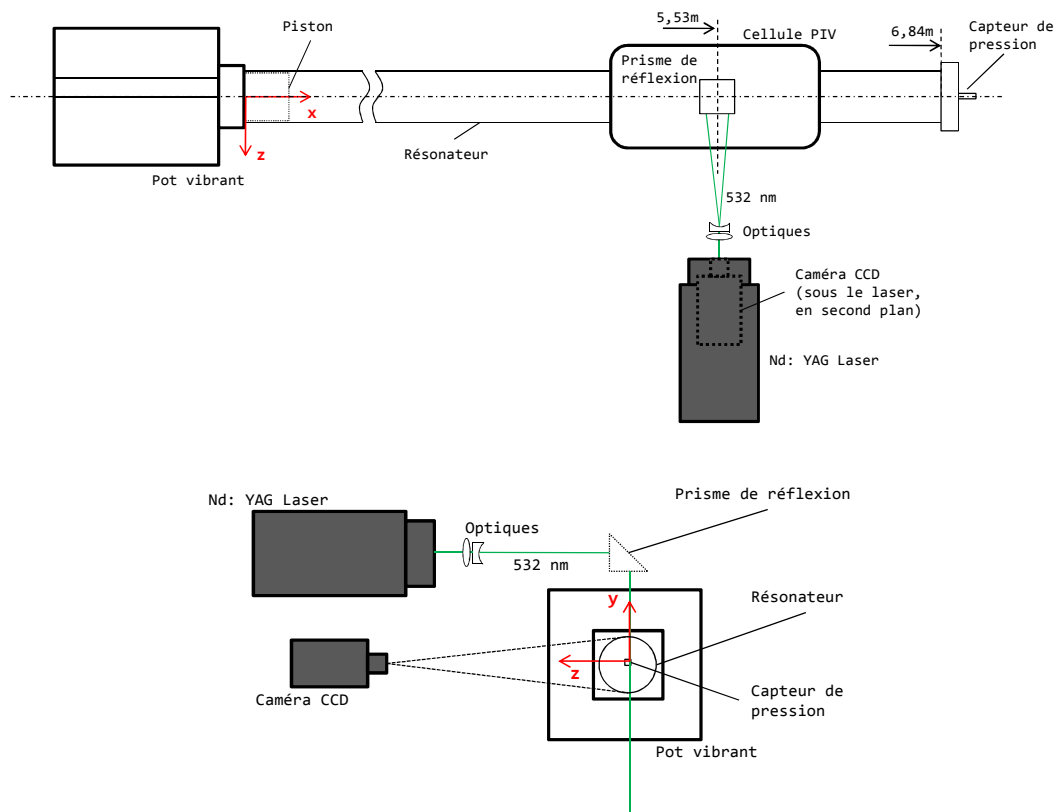 5,53m
Piston
Cellule PIV
6,84m
Capteur de
pression
Prisme de
réflexion
x
z
Résonateur
Pot vibrant
532 nm
Optiques
Caméra CCD
(sous le laser,
en second plan)
Nd: YAG Laser
Prisme de réflexion
Nd: YAG Laser
Optiques
532 nm
Résonateur
y
z
Caméra CCD
Capteur de
pression
Pot vibrant